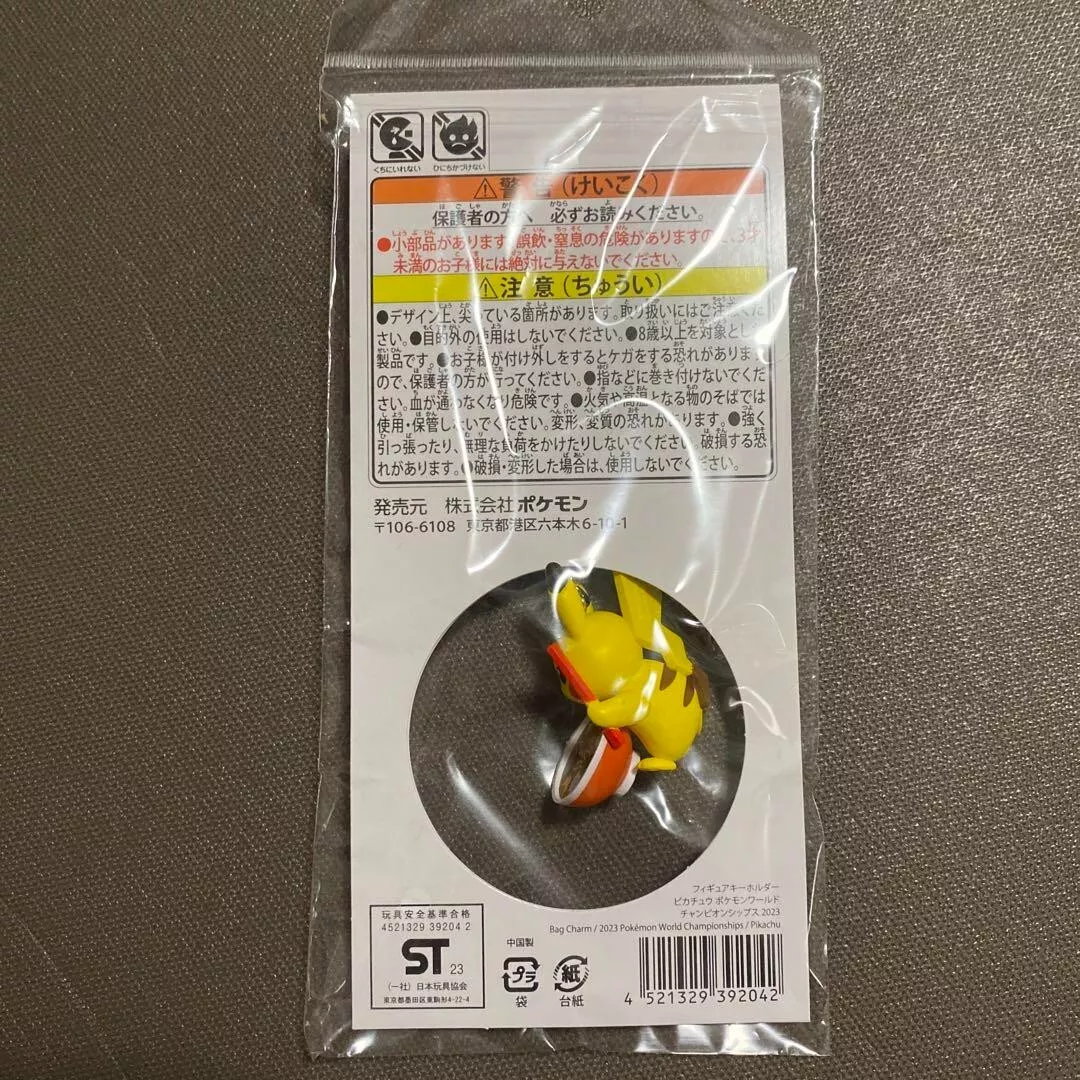 くちにいれない
ひにちかづけない
⚠警告(けいこく)
保護者の方へ 必ずお読みください。
●小部品があります。誤飲・窒息の危険がありますので、3才
未満のお子様には絶対に与えないでください。
⚠注意(ちゅうい)
●デザイン上、尖っている箇所があります。取り扱いにはご注意くだ
さい。●目的外の使用はしないでください。●8歳以上を対象とした
製品です。●お子様が付け外しをするとケガをする恐れがあります
ので、保護者の方が行ってください。●指などに巻き付けないでくだ
さい。血が通わなくなり危険です。●火気や高温となる物のそばでは
使用・保管しないでください。変形、変質の恐れがあります。●強く
引っ張ったり、無理な負荷をかけたりしないでください。破損する恐
れがあります。●破損・変形した場合は、使用しないでください。
発売元 株式会社ポケモン
〒106-6108 東京都港区六本木6-10-1
フィギュアキーホルダー
ピカチュウ ポケモンワールド
チャンピオンシップス 2023
Bag Charm / 2023 Pokémon World Championships / Pikachu
玩具安全基準合格
4521329 39204 2
ST 23
(一社) 日本玩具協会
東京都墨田区東駒形4-22-4
中国製
プラ
袋
紙
台紙
4 521329 392042